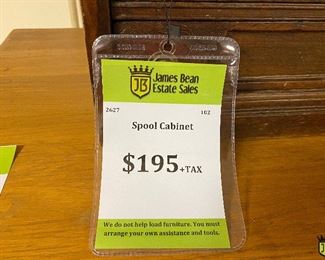 JB James Bean
Estate Sales
2627 102
Spool Cabinet
$195+TAX
We do not help load furniture. You must
arrange your own assistance and tools.